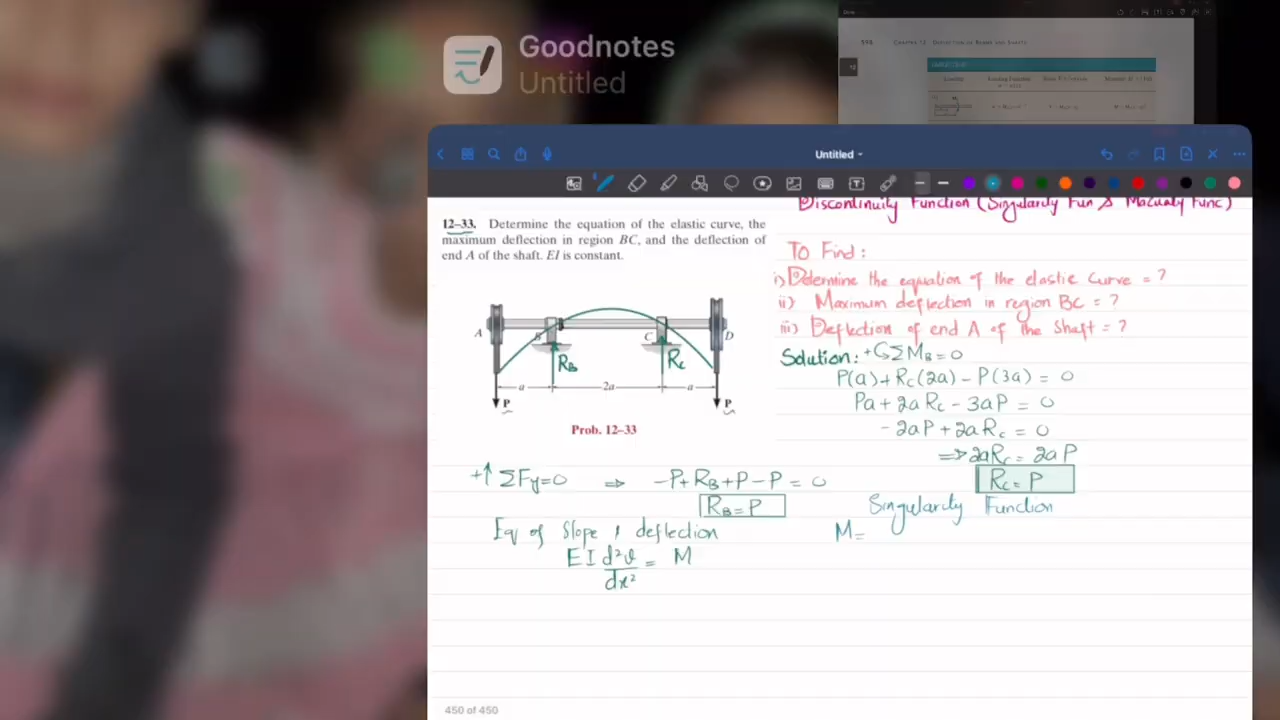 Goodnotes
Untitled
Untitled
Discontinuity Function (Singularity Fun & Macualy Func)
12–33. Determine the equation of the elastic curve, the
maximum deflection in region BC, and the deflection of
end A of the shaft. EI is constant.
A
B
C
D
RB
RC
a
2a
a
P
P
Prob. 12–33
To Find :
i) Determine the equation of the elastic Curve = ?
ii) Maximum deflection in region BC = ?
iii) Deflection of end A of the Shaft = ?
Solution: +↺ΣMB=0
P(a)+RC(2a) – P(3a) = 0
Pa + 2a RC – 3aP = 0
- 2aP + 2a RC = 0
⇒ 2aRC = 2aP
RC = P
+↑ ΣFy=0 ⇒ –P+RB+P–P = 0
RB = P
Singularity Function
M=
Eq of Slope & deflection
EI d²v/dx² = M
450 of 450